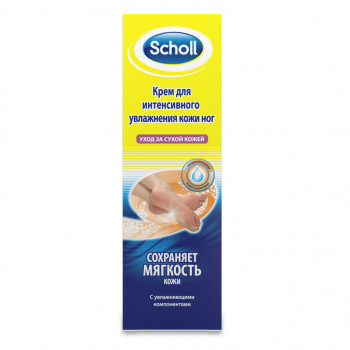 Scholl
Крем для
интенсивного
увлажнения кожи ног
УХОД ЗА СУХОЙ КОЖЕЙ
СОХРАНЯЕТ
МЯГКОСТЬ
КОЖИ
С увлажняющими
компонентами